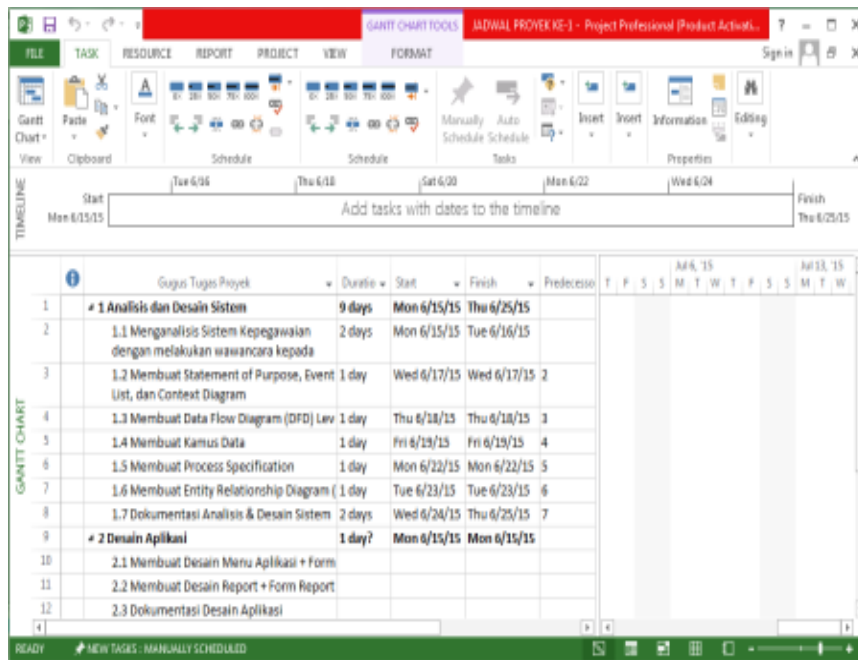 GANTT CHART TOOLS
JADWAL PROYEK KE-1 - Project Professional (Product Activati...
FILE TASK RESOURCE REPORT PROJECT VIEW FORMAT Sign in
Gantt Chart Paste Font Manually Schedule Auto Schedule Insert Insert Information Editing
View Clipboard Schedule Schedule Tasks Properties
TIMELINE
Tue 6/16 Thu 6/18 Sat 6/20 Mon 6/22 Wed 6/24
Start
Mon 6/15/15
Add tasks with dates to the timeline
Finish
Thu 6/25/15
Jul 6, '15 Jul 13, '15
Gugus Tugas Proyek Duratio Start Finish Predecesso T F S S M T W T F S S M T W
GANTT CHART
1 1 Analisis dan Desain Sistem 9 days Mon 6/15/15 Thu 6/25/15
2 1.1 Menganalisis Sistem Kepegawaian 2 days Mon 6/15/15 Tue 6/16/15
dengan melakukan wawancara kepada
3 1.2 Membuat Statement of Purpose, Event 1 day Wed 6/17/15 Wed 6/17/15 2
List, dan Context Diagram
4 1.3 Membuat Data Flow Diagram (DFD) Lev 1 day Thu 6/18/15 Thu 6/18/15 3
5 1.4 Membuat Kamus Data 1 day Fri 6/19/15 Fri 6/19/15 4
6 1.5 Membuat Process Specification 1 day Mon 6/22/15 Mon 6/22/15 5
7 1.6 Membuat Entity Relationship Diagram ( 1 day Tue 6/23/15 Tue 6/23/15 6
8 1.7 Dokumentasi Analisis & Desain Sistem 2 days Wed 6/24/15 Thu 6/25/15 7
9 2 Desain Aplikasi 1 day? Mon 6/15/15 Mon 6/15/15
10 2.1 Membuat Desain Menu Aplikasi + Form
11 2.2 Membuat Desain Report + Form Report
12 2.3 Dokumentasi Desain Aplikasi
READY NEW TASKS : MANUALLY SCHEDULED